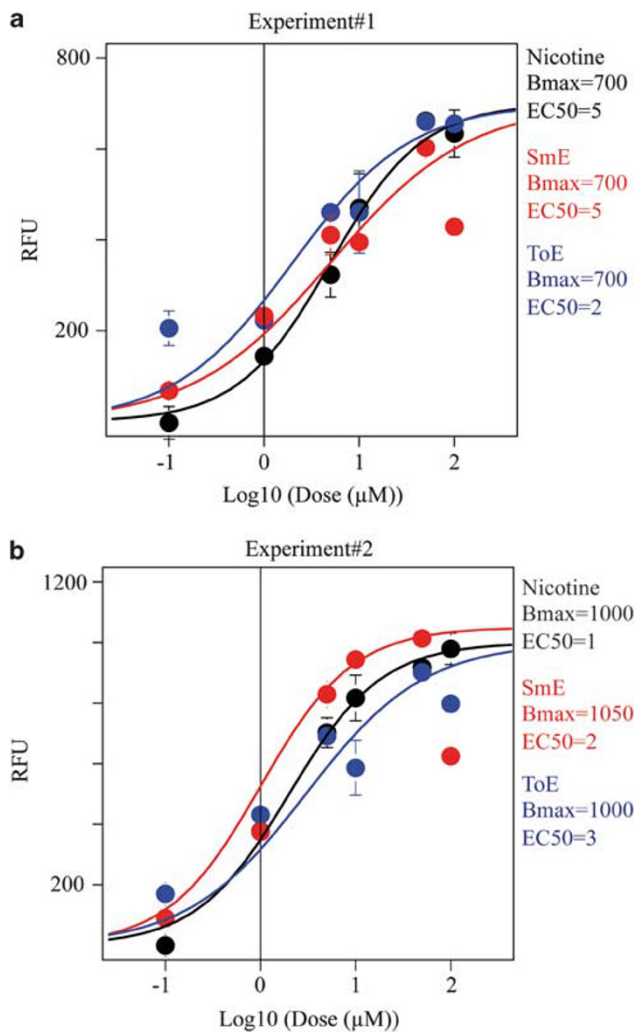 a
Experiment#1
800
200
RFU
-1 0 1 2
Log10 (Dose (µM))
Nicotine
Bmax=700
EC50=5
SmE
Bmax=700
EC50=5
ToE
Bmax=700
EC50=2
b
Experiment#2
1200
200
RFU
-1 0 1 2
Log10 (Dose (µM))
Nicotine
Bmax=1000
EC50=1
SmE
Bmax=1050
EC50=2
ToE
Bmax=1000
EC50=3